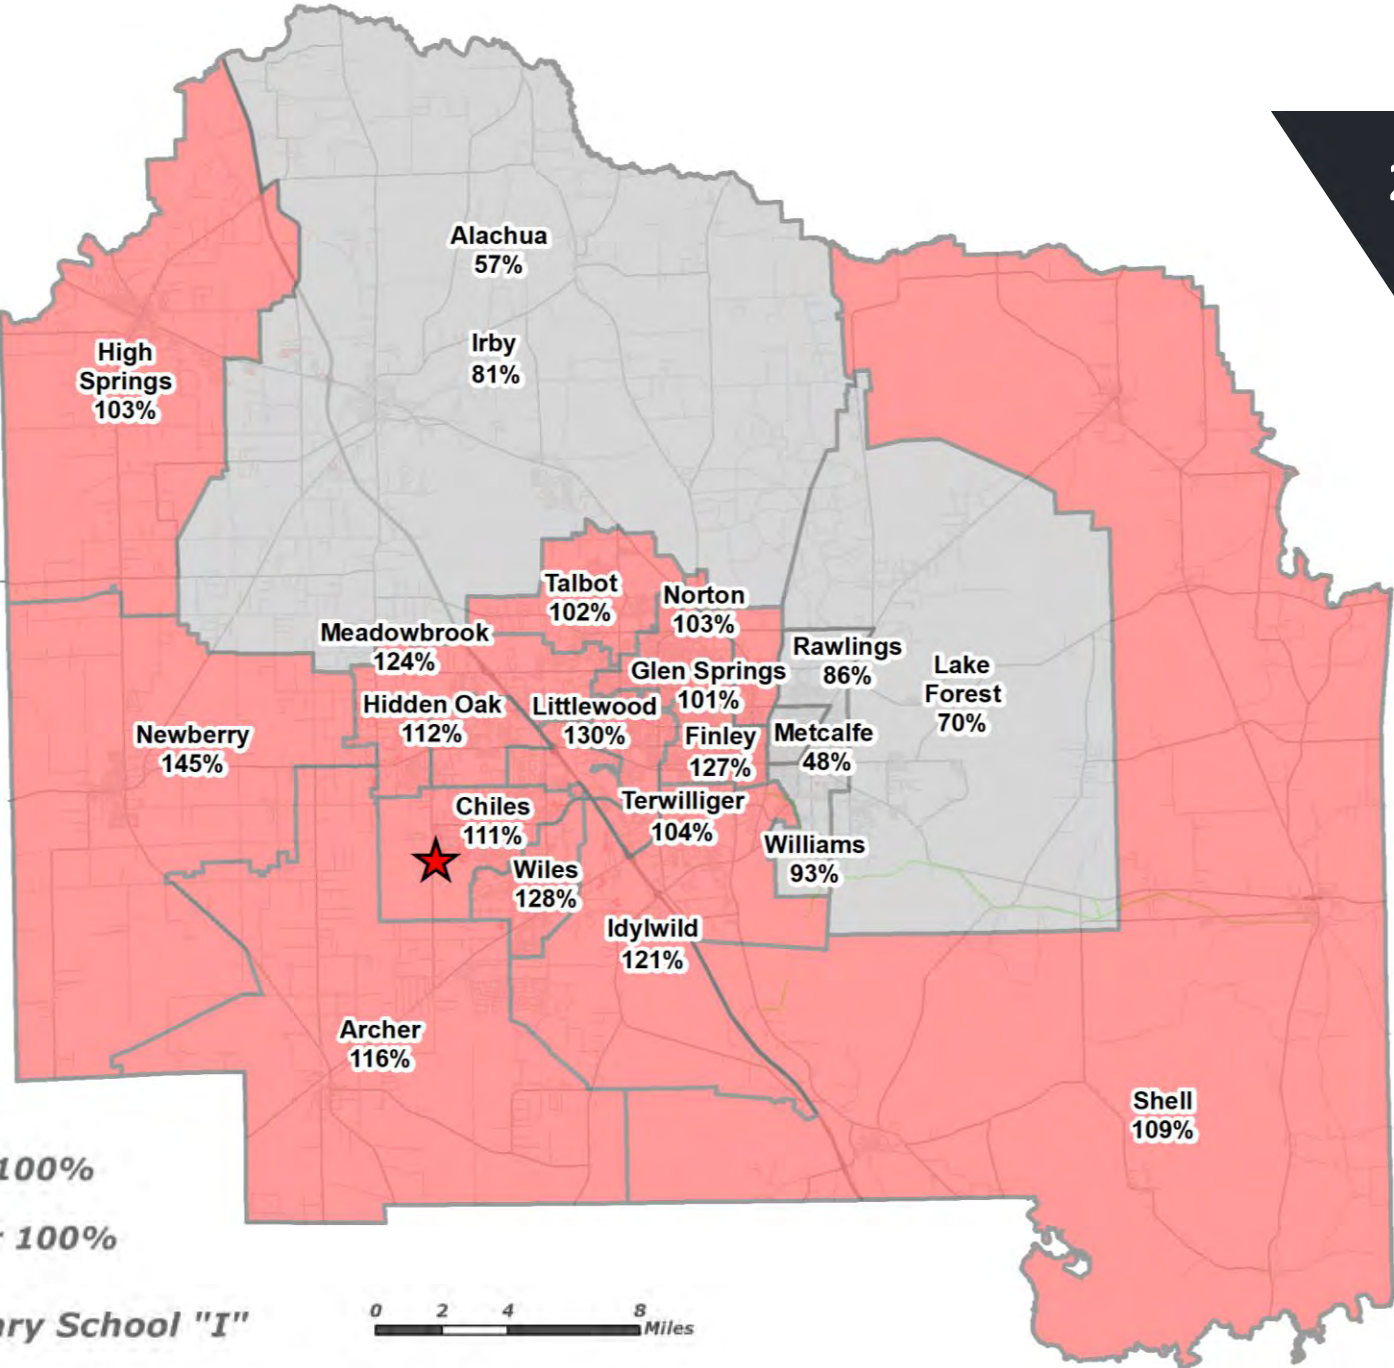 Alachua
57%
Irby
81%
High
Springs
103%
Talbot
102%
Norton
103%
Meadowbrook
124%
Rawlings
86%
Glen Springs
101%
Lake
Forest
70%
Hidden Oak
112%
Littlewood
130%
Newberry
145%
Finley
127%
Metcalfe
48%
Chiles
111%
Terwilliger
104%
Williams
93%
Wiles
128%
Idylwild
121%
Archer
116%
Shell
109%
100%
100%
School "I"
0 2 4 8
Miles